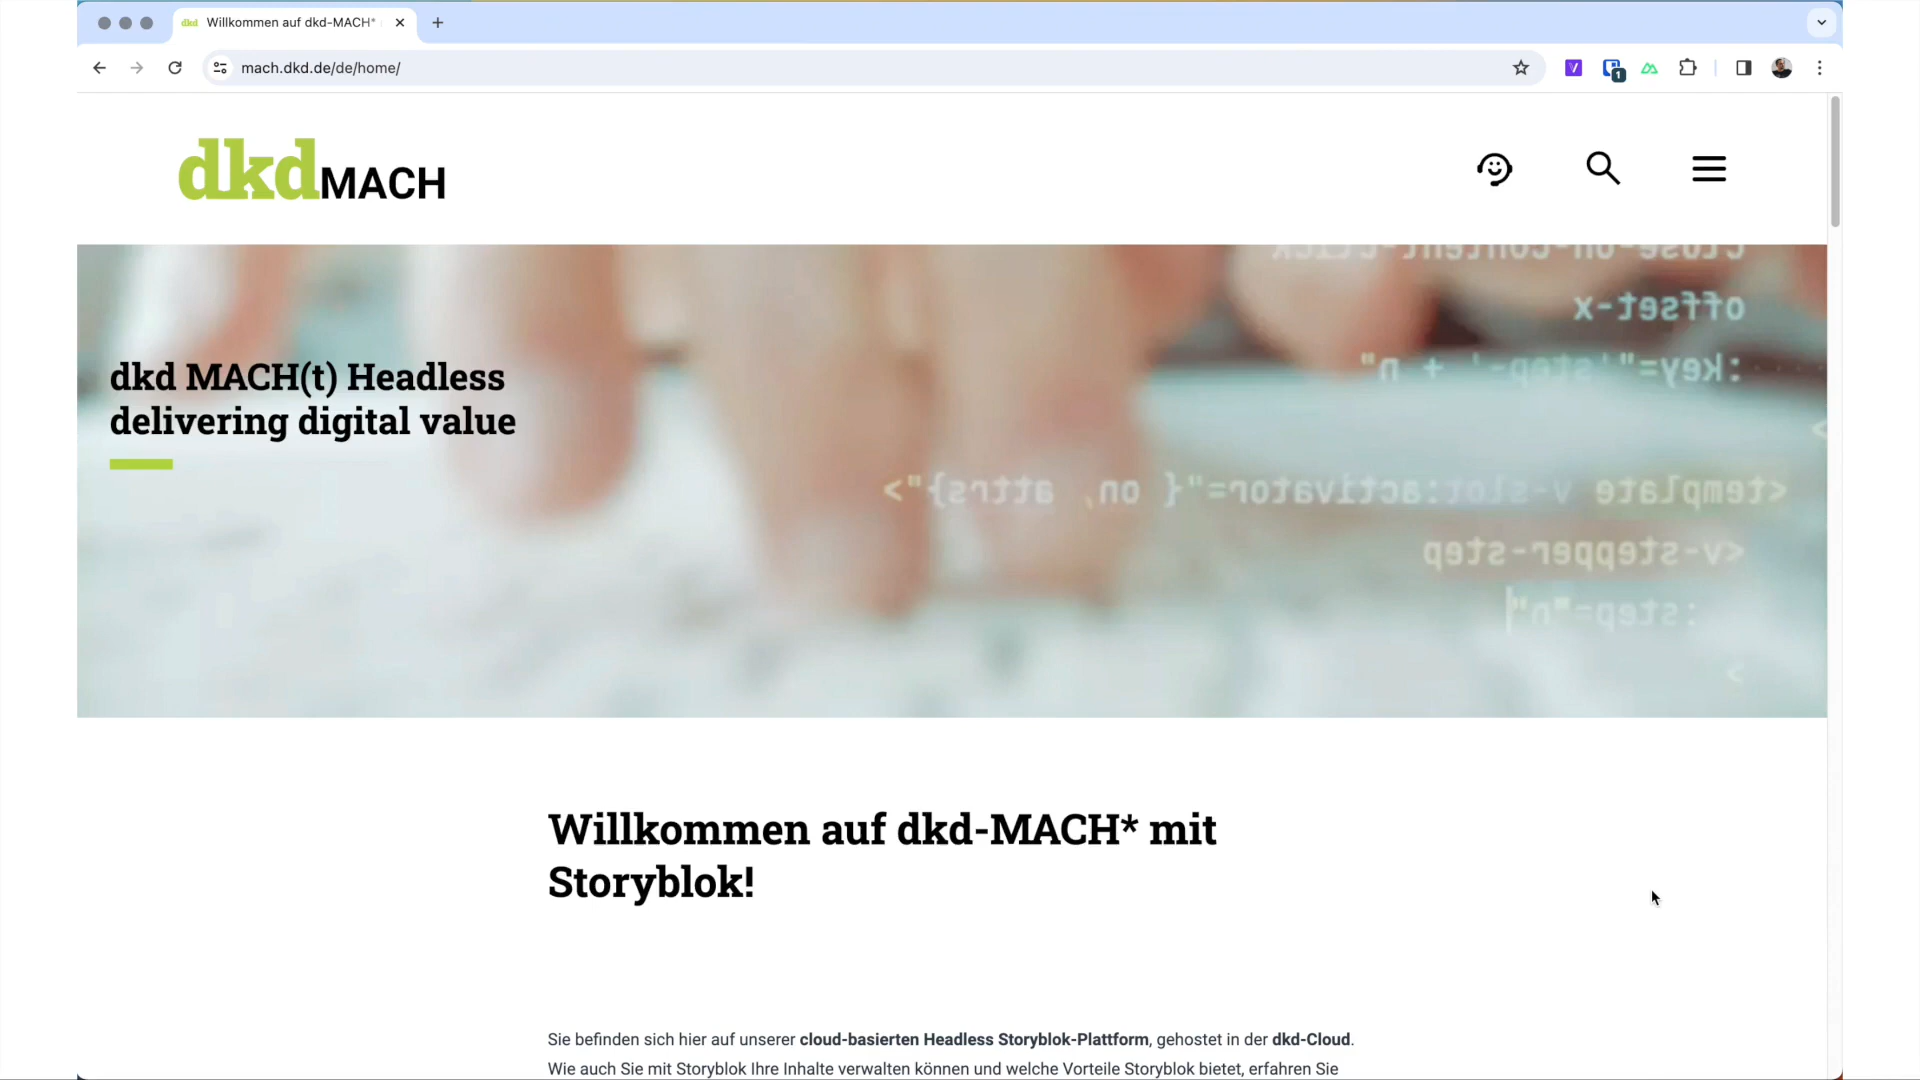 dkd Willkommen auf dkd-MACH*
mach.dkd.de/de/home/
1
dkdMACH
offset-x
:key="'step-' + n"
dkd MACH(t) Headless
delivering digital value
<template v-slot:activator="{ on, attrs}">
<v-stepper-step
:step="n"
>
Willkommen auf dkd-MACH* mit
Storyblok!
Sie befinden sich hier auf unserer cloud-basierten Headless Storyblok-Plattform, gehostet in der dkd-Cloud.
Wie auch Sie mit Storyblok Ihre Inhalte verwalten können und welche Vorteile Storyblok bietet, erfahren Sie